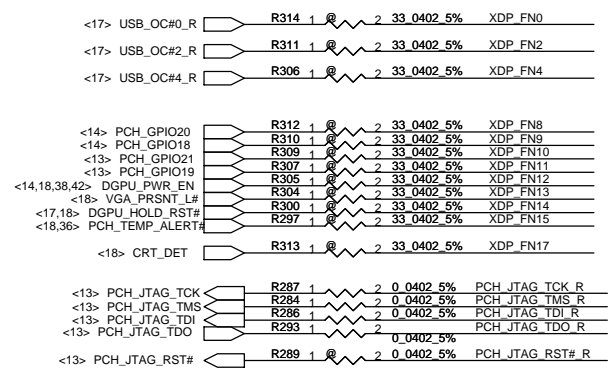 <17> USB_OC#0_R R314 1 @ 2 33_0402_5% XDP_FN0
<17> USB_OC#2_R R311 1 @ 2 33_0402_5% XDP_FN2
<17> USB_OC#4_R R306 1 @ 2 33_0402_5% XDP_FN4
<14> PCH_GPIO20 R312 1 @ 2 33_0402_5% XDP_FN8
<14> PCH_GPIO18 R310 1 @ 2 33_0402_5% XDP_FN9
<13> PCH_GPIO21 R309 1 @ 2 33_0402_5% XDP_FN10
<13> PCH_GPIO19 R307 1 @ 2 33_0402_5% XDP_FN11
<14,18,38,42> DGPU_PWR_EN R305 1 @ 2 33_0402_5% XDP_FN12
<18> VGA_PRSNT_L# R304 1 @ 2 33_0402_5% XDP_FN13
<17,18> DGPU_HOLD_RST# R300 1 @ 2 33_0402_5% XDP_FN14
<18,36> PCH_TEMP_ALERT# R297 1 @ 2 33_0402_5% XDP_FN15
<18> CRT_DET R313 1 @ 2 33_0402_5% XDP_FN17
<13> PCH_JTAG_TCK R287 1 2 0_0402_5% PCH_JTAG_TCK_R
<13> PCH_JTAG_TMS R284 1 2 0_0402_5% PCH_JTAG_TMS_R
<13> PCH_JTAG_TDI R286 1 2 0_0402_5% PCH_JTAG_TDI_R
<13> PCH_JTAG_TDO R293 1 2 PCH_JTAG_TDO_R
0_0402_5%
<13> PCH_JTAG_RST# R289 1 @ 2 0_0402_5% PCH_JTAG_RST#_R